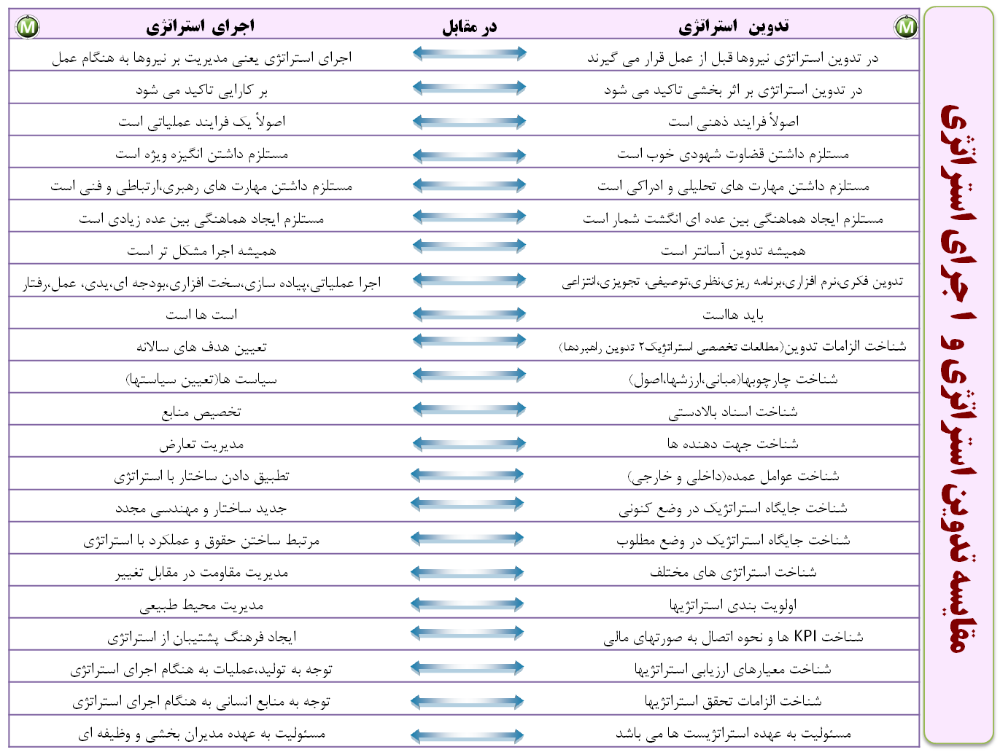 مقایسه تدوین استراتژی و اجرای استراتژی
M تدوین استراتژی در مقابل اجرای استراتژی M
در تدوین استراتژی نیروها قبل از عمل قرار می گیرند اجرای استراتژی یعنی مدیریت بر نیروها به هنگام عمل
در تدوین استراتژی بر اثر بخشی تاکید می شود بر کارایی تاکید می شود
اصولأ فرایند ذهنی است اصولأ یک فرایند عملیاتی است
مستلزم داشتن قضاوت شهودی خوب است مستلزم داشتن انگیزه ویژه است
مستلزم داشتن مهارت های تحلیلی و ادراکی است مستلزم داشتن مهارت های رهبری،ارتباطی و فنی است
مستلزم ایجاد هماهنگی بین عده ای انگشت شمار است مستلزم ایجاد هماهنگی بین عده زیادی است
همیشه تدوین آسانتر است همیشه اجرا مشکل تر است
تدوین فکری،نرم افزاری،برنامه ریزی،نظری،توصیفی، تجویزی،انتزاعی اجرا عملیاتی،پیاده سازی،سخت افزاری،بودجه ای،یدی، عمل،رفتار
باید هااست است ها است
شناخت الزامات تدوین(مطالعات تخصصی استراتژیک۲ تدوین راهبردها) تعیین هدف های سالانه
شناخت چارچوبها(مبانی،ارزشها،اصول) سیاست ها(تعیین سیاستها)
شناخت اسناد بالادستی تخصیص منابع
شناخت جهت دهنده ها مدیریت تعارض
شناخت عوامل عمده(داخلی و خارجی) تطبیق دادن ساختار با استراتژی
شناخت جایگاه استراتژیک در وضع کنونی جدید ساختار و مهندسی مجدد
شناخت جایگاه استراتژیک در وضع مطلوب مرتبط ساختن حقوق و عملکرد با استراتژی
شناخت استراتژی های مختلف مدیریت مقاومت در مقابل تغییر
اولویت بندی استراتژیها مدیریت محیط طبیعی
شناخت KPI ها و نحوه اتصال به صورتهای مالی ایجاد فرهنگ پشتیبان از استراتژی
شناخت معیارهای ارزیابی استراتژیها توجه به تولید،عملیات به هنگام اجرای استراتژی
شناخت الزامات تحقق استراتژیها توجه به منابع انسانی به هنگام اجرای استراتژی
مسئولیت به عهده استراتژیست ها می باشد مسئولیت به عهده مدیران بخشی و وظیفه ای